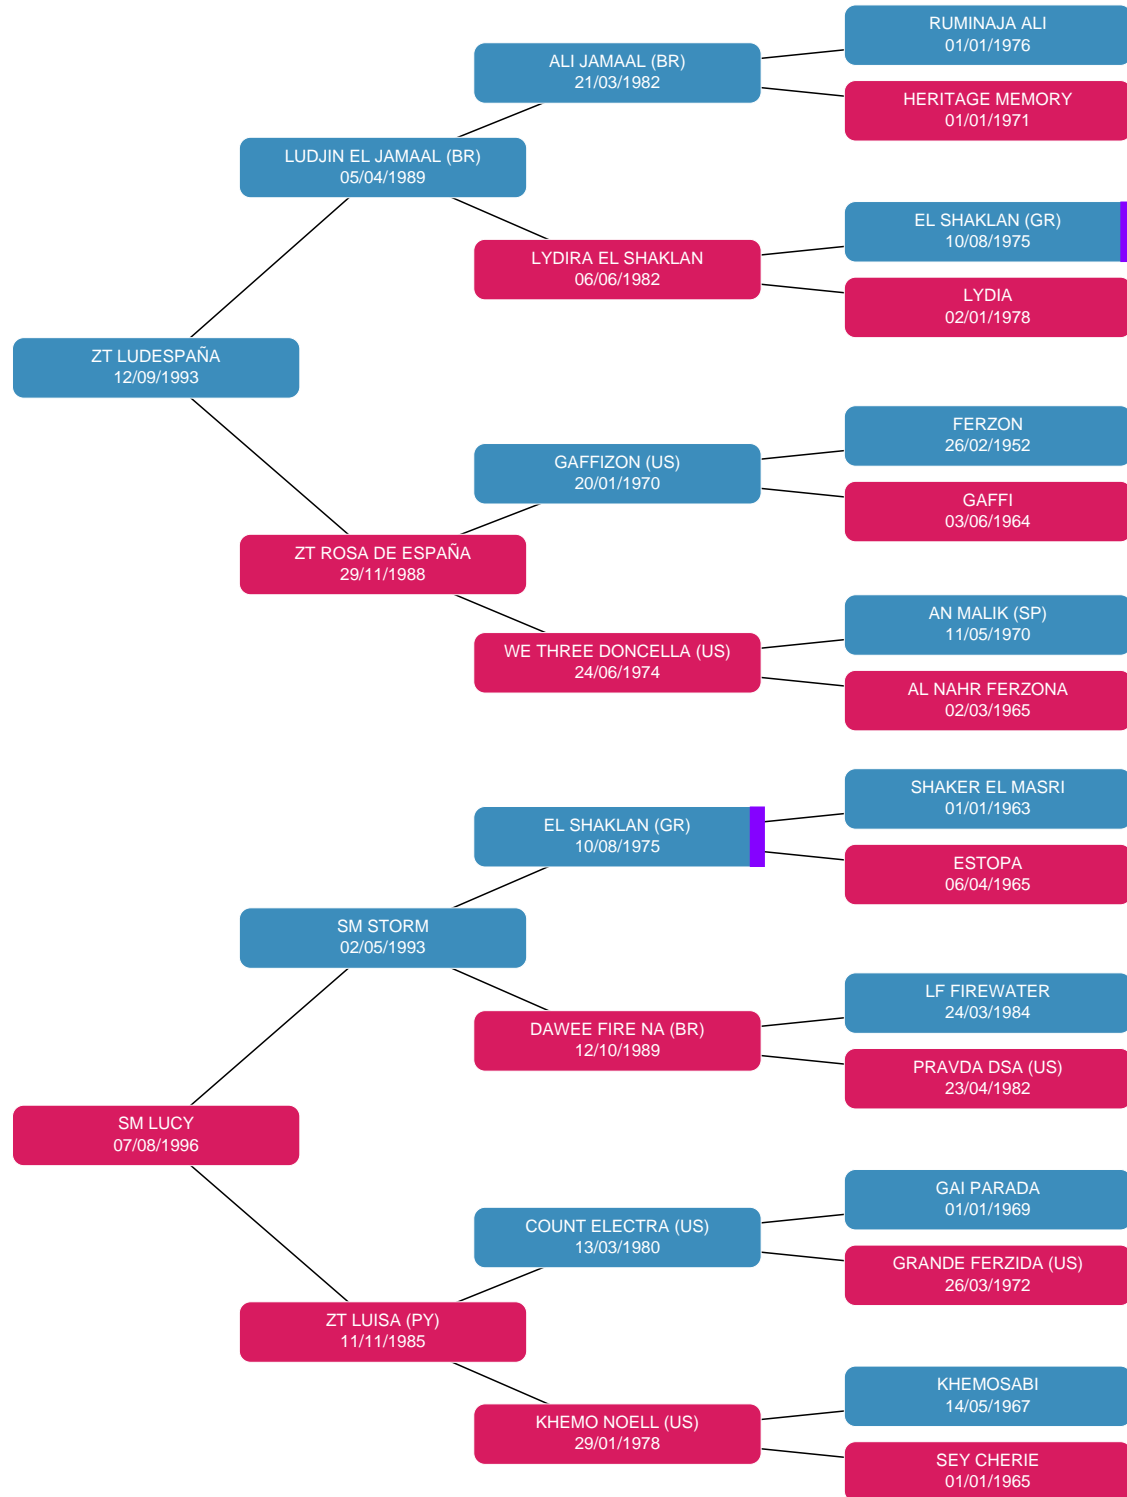 RUMINAJA ALI
01/01/1976
ALI JAMAAL (BR)
21/03/1982
HERITAGE MEMORY
01/01/1971
LUDJIN EL JAMAAL (BR)
05/04/1989
EL SHAKLAN (GR)
10/08/1975
LYDIRA EL SHAKLAN
06/06/1982
LYDIA
02/01/1978
ZT LUDESPAÑA
12/09/1993
FERZON
26/02/1952
GAFFIZON (US)
20/01/1970
GAFFI
03/06/1964
ZT ROSA DE ESPAÑA
29/11/1988
AN MALIK (SP)
11/05/1970
WE THREE DONCELLA (US)
24/06/1974
AL NAHR FERZONA
02/03/1965
SHAKER EL MASRI
01/01/1963
EL SHAKLAN (GR)
10/08/1975
ESTOPA
06/04/1965
SM STORM
02/05/1993
LF FIREWATER
24/03/1984
DAWEE FIRE NA (BR)
12/10/1989
PRAVDA DSA (US)
23/04/1982
SM LUCY
07/08/1996
GAI PARADA
01/01/1969
COUNT ELECTRA (US)
13/03/1980
GRANDE FERZIDA (US)
26/03/1972
ZT LUISA (PY)
11/11/1985
KHEMOSABI
14/05/1967
KHEMO NOELL (US)
29/01/1978
SEY CHERIE
01/01/1965